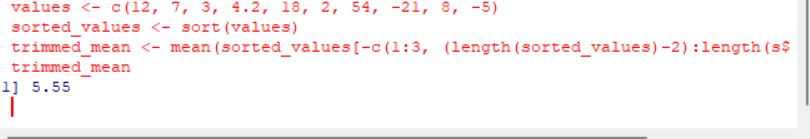 values <- c(12, 7, 3, 4.2, 18, 2, 54, -21, 8, -5)
sorted_values <- sort(values)
trimmed_mean <- mean(sorted_values[-c(1:3, (length(sorted_values)-2):length(s$
trimmed_mean
1] 5.55